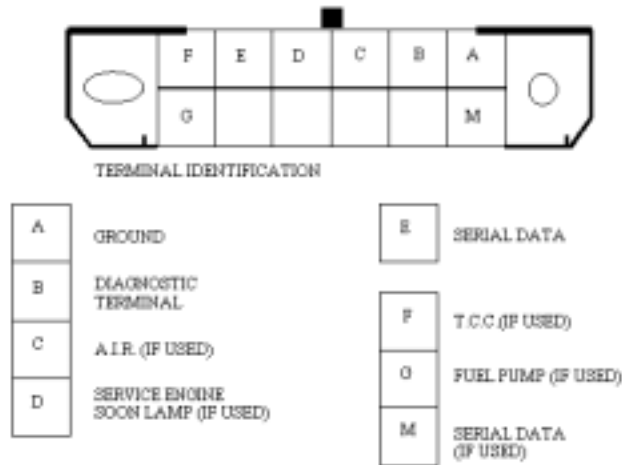 F E D C B A
G M
TERMINAL IDENTIFICATION
A GROUND
B DIAGNOSTIC
TERMINAL
C A.I.R. (IF USED)
D SERVICE ENGINE
SOON LAMP (IF USED)
E SERIAL DATA
F T.C.C.(IF USED)
G FUEL PUMP (IF USED)
M SERIAL DATA
(IF USED)